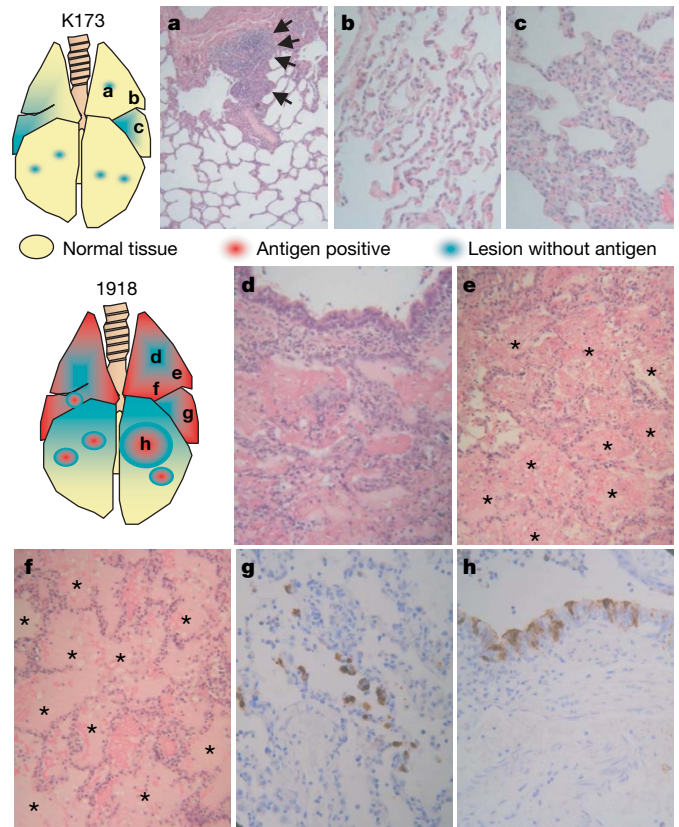 K173
a
b
c
a
b
c
Normal tissue
Antigen positive
Lesion without antigen
1918
d
e
f
g
h
d
e
* * * * * * * *
f
* * * * * * * * * *
g
h